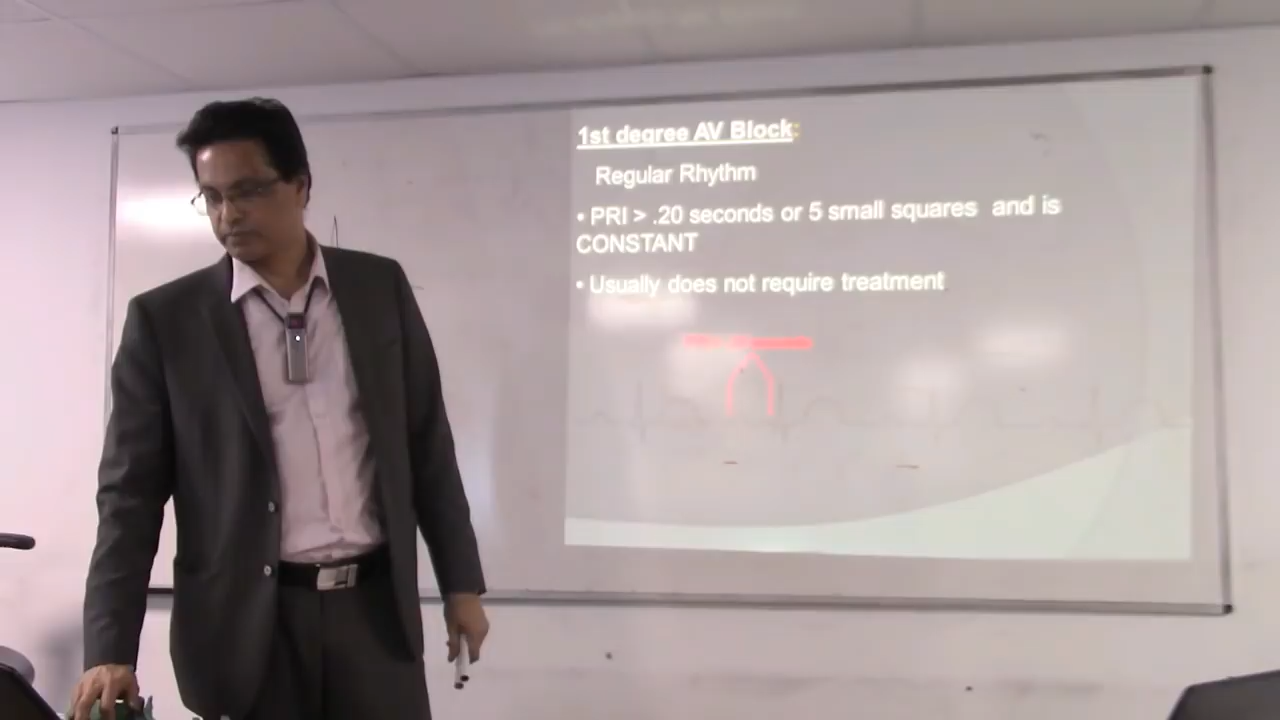 1st degree AV Block:
Regular Rhythm
• PRI > .20 seconds or 5 small squares and is
CONSTANT
• Usually does not require treatment